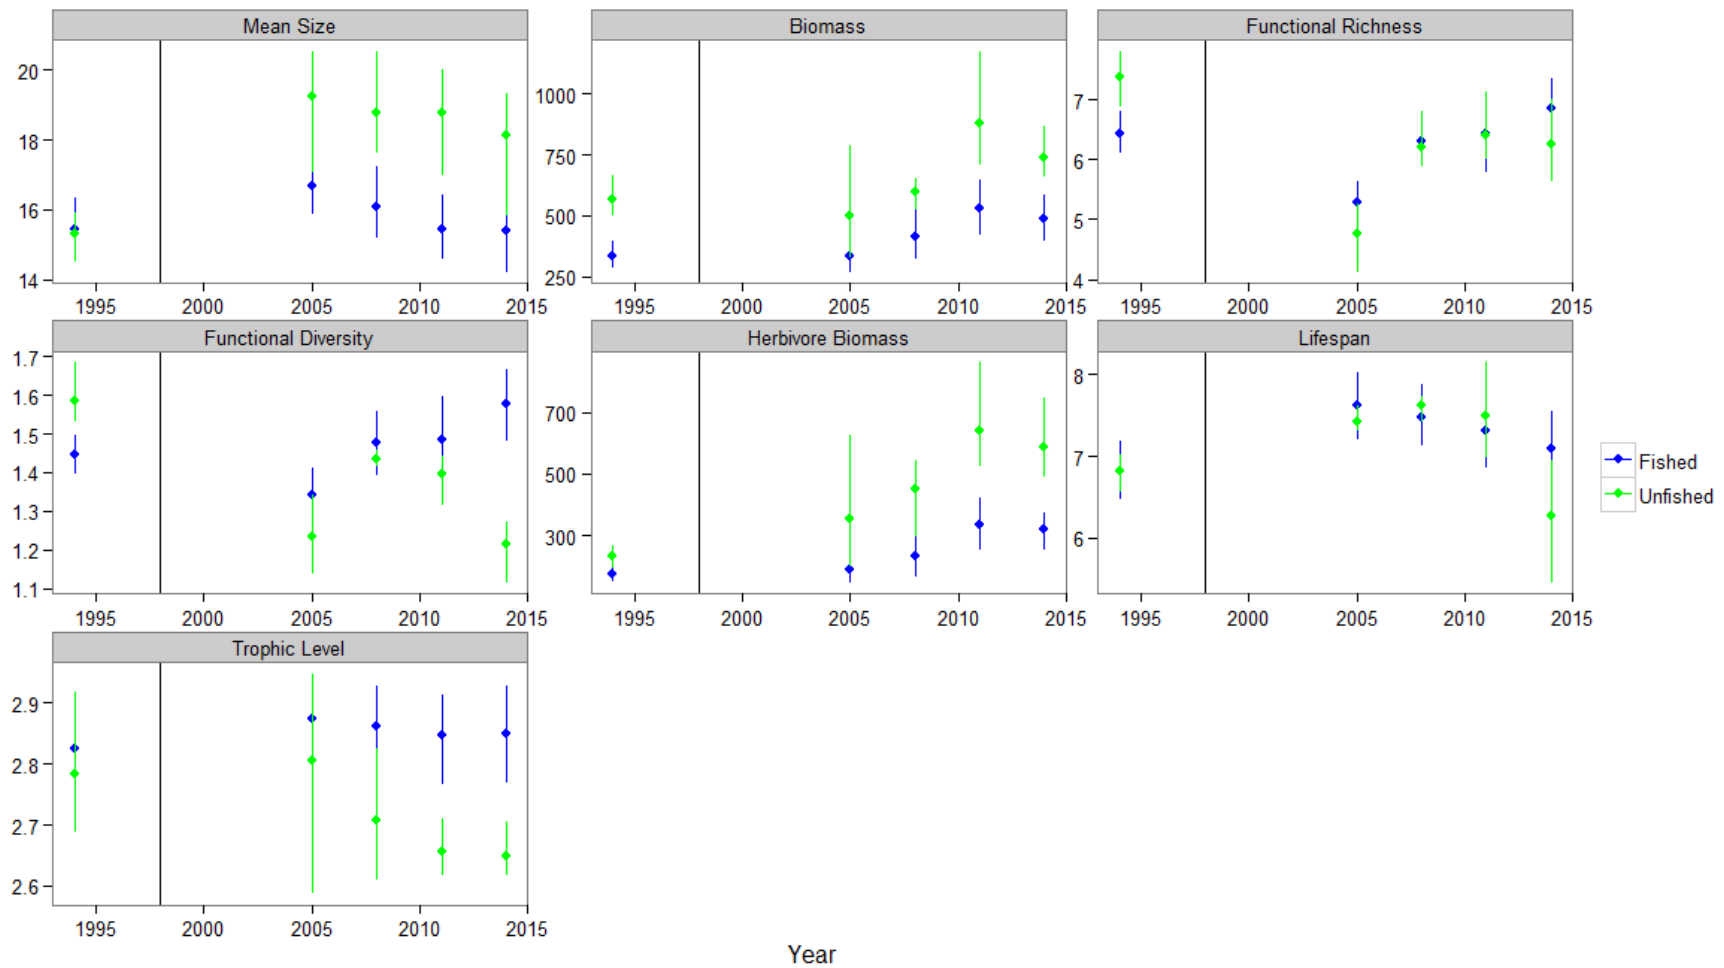 Mean Size
Biomass
Functional Richness
20
18
16
14
1000
750
500
250
7
6
5
4
1995 2000 2005 2010 2015
1995 2000 2005 2010 2015
1995 2000 2005 2010 2015
Functional Diversity
Herbivore Biomass
Lifespan
1.7
1.6
1.5
1.4
1.3
1.2
1.1
700
500
300
8
7
6
Fished
Unfished
1995 2000 2005 2010 2015
1995 2000 2005 2010 2015
1995 2000 2005 2010 2015
Trophic Level
2.9
2.8
2.7
2.6
1995 2000 2005 2010 2015
Year